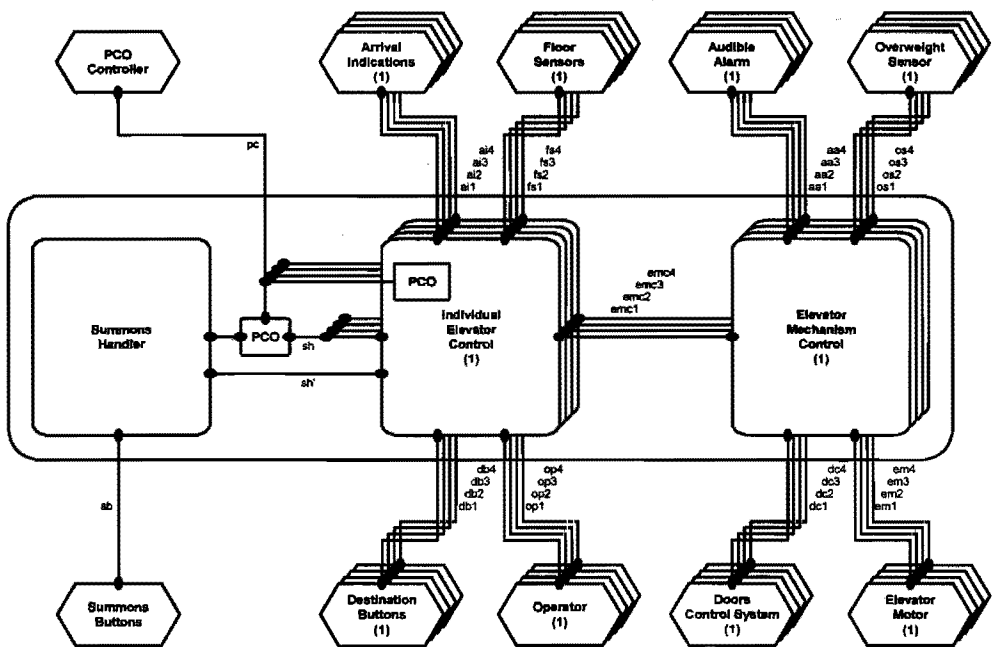 PCO
Controller
Arrival
Indications
(1)
Floor
Sensors
(1)
Audible
Alarm
(1)
Overweight
Sensor
(1)
pc
ai4
ai3
ai2
ai1
fs4
fs3
fs2
fs1
aa4
aa3
aa2
aa1
os4
os3
os2
os1
Summons
Handler
PCO
sh
sh'
PCO
Individual
Elevator
Control
(1)
emc4
emc3
emc2
emc1
Elevator
Mechanism
Control
(1)
ab
db4
db3
db2
db1
op4
op3
op2
op1
dc4
dc3
dc2
dc1
em4
em3
em2
em1
Summons
Buttons
Destination
Buttons
(1)
Operator
(1)
Doors
Control System
(1)
Elevator
Motor
(1)